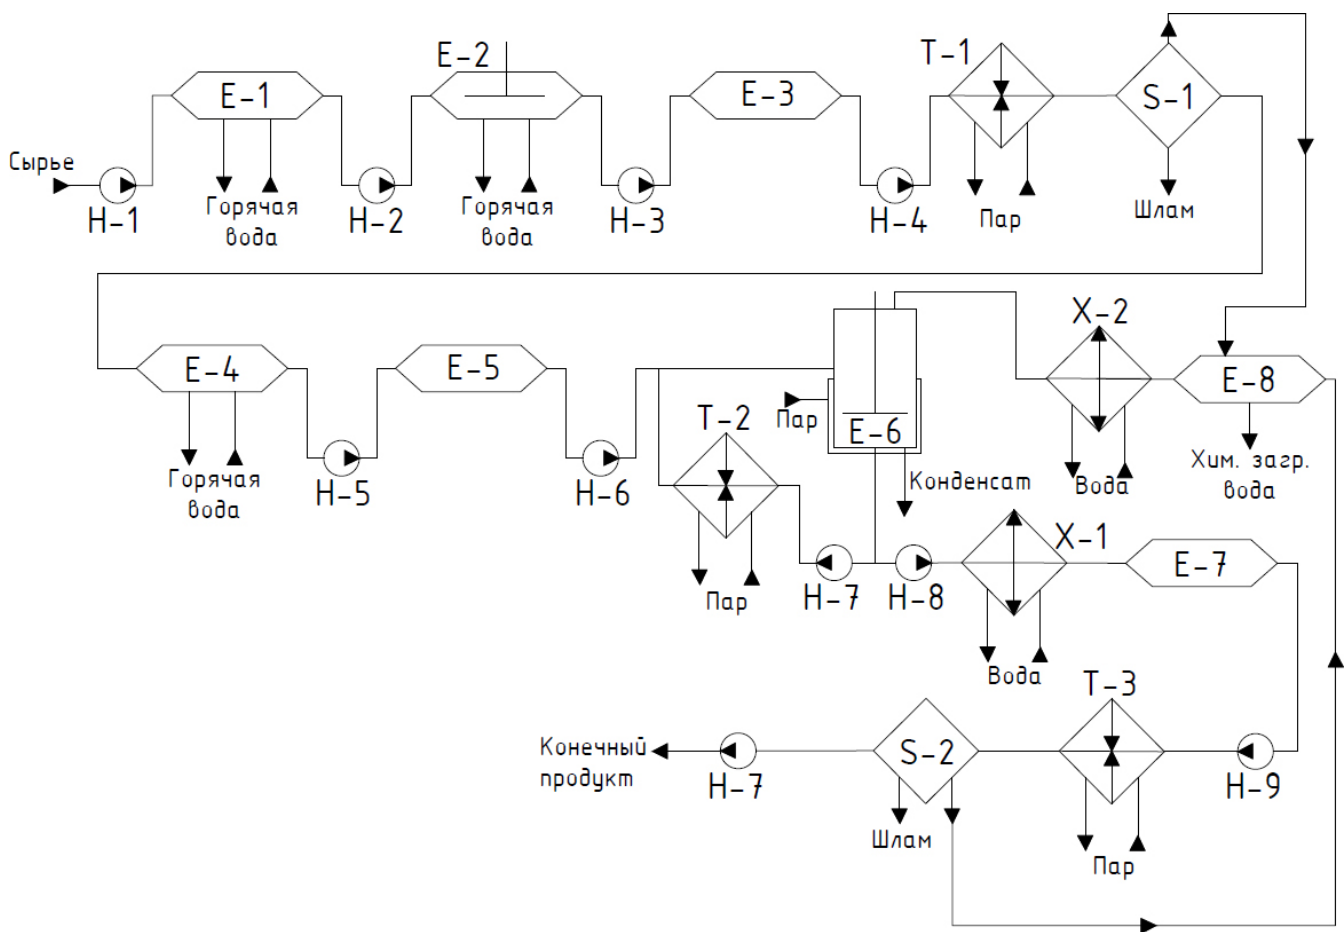 E-1
E-2
E-3
T-1
S-1
Сырье
Н-1
Горячая
вода
Н-2
Горячая
вода
Н-3
Н-4
Пар
Шлам
E-4
E-5
E-6
X-2
E-8
Горячая
вода
Н-5
Н-6
T-2
Пар
Конденсат
Вода
Хим. загр.
вода
Пар
Н-7
Н-8
X-1
E-7
Вода
Конечный
продукт
Н-7
S-2
T-3
Н-9
Шлам
Пар